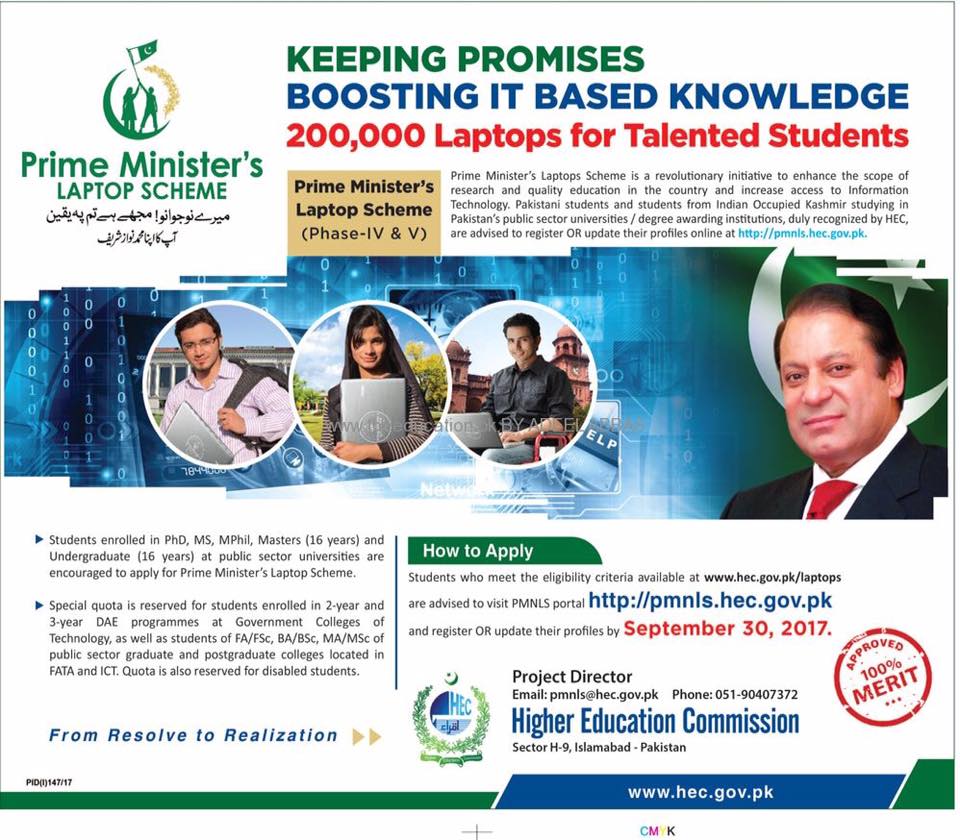 KEEPING PROMISES
BOOSTING IT BASED KNOWLEDGE
200,000 Laptops for Talented Students
Prime Minister's
LAPTOP SCHEME
میرے نوجوانو! مجھے ہے تم پہ یقین
آپ کا اپنا محمد نواز شریف
Prime Minister's
Laptop Scheme
(Phase-IV & V)
Prime Minister's Laptops Scheme is a revolutionary initiative to enhance the scope of
research and quality education in the country and increase access to Information
Technology. Pakistani students and students from Indian Occupied Kashmir studying in
Pakistan's public sector universities / degree awarding institutions, duly recognized by HEC,
are advised to register OR update their profiles online at http://pmnls.hec.gov.pk.
HELP
Network
▶ Students enrolled in PhD, MS, MPhil, Masters (16 years) and
Undergraduate (16 years) at public sector universities are
encouraged to apply for Prime Minister's Laptop Scheme.
▶ Special quota is reserved for students enrolled in 2-year and
3-year DAE programmes at Government Colleges of
Technology, as well as students of FA/FSc, BA/BSc, MA/MSc of
public sector graduate and postgraduate colleges located in
FATA and ICT. Quota is also reserved for disabled students.
From Resolve to Realization
How to Apply
Students who meet the eligibility criteria available at www.hec.gov.pk/laptops
are advised to visit PMNLS portal http://pmnls.hec.gov.pk
and register OR update their profiles by September 30, 2017.
APPROVED
100%
MERIT
HEC
اقراء
Project Director
Email: pmnls@hec.gov.pk Phone: 051-90407372
Higher Education Commission
Sector H-9, Islamabad - Pakistan
PID(I)147/17
www.hec.gov.pk
CMYK